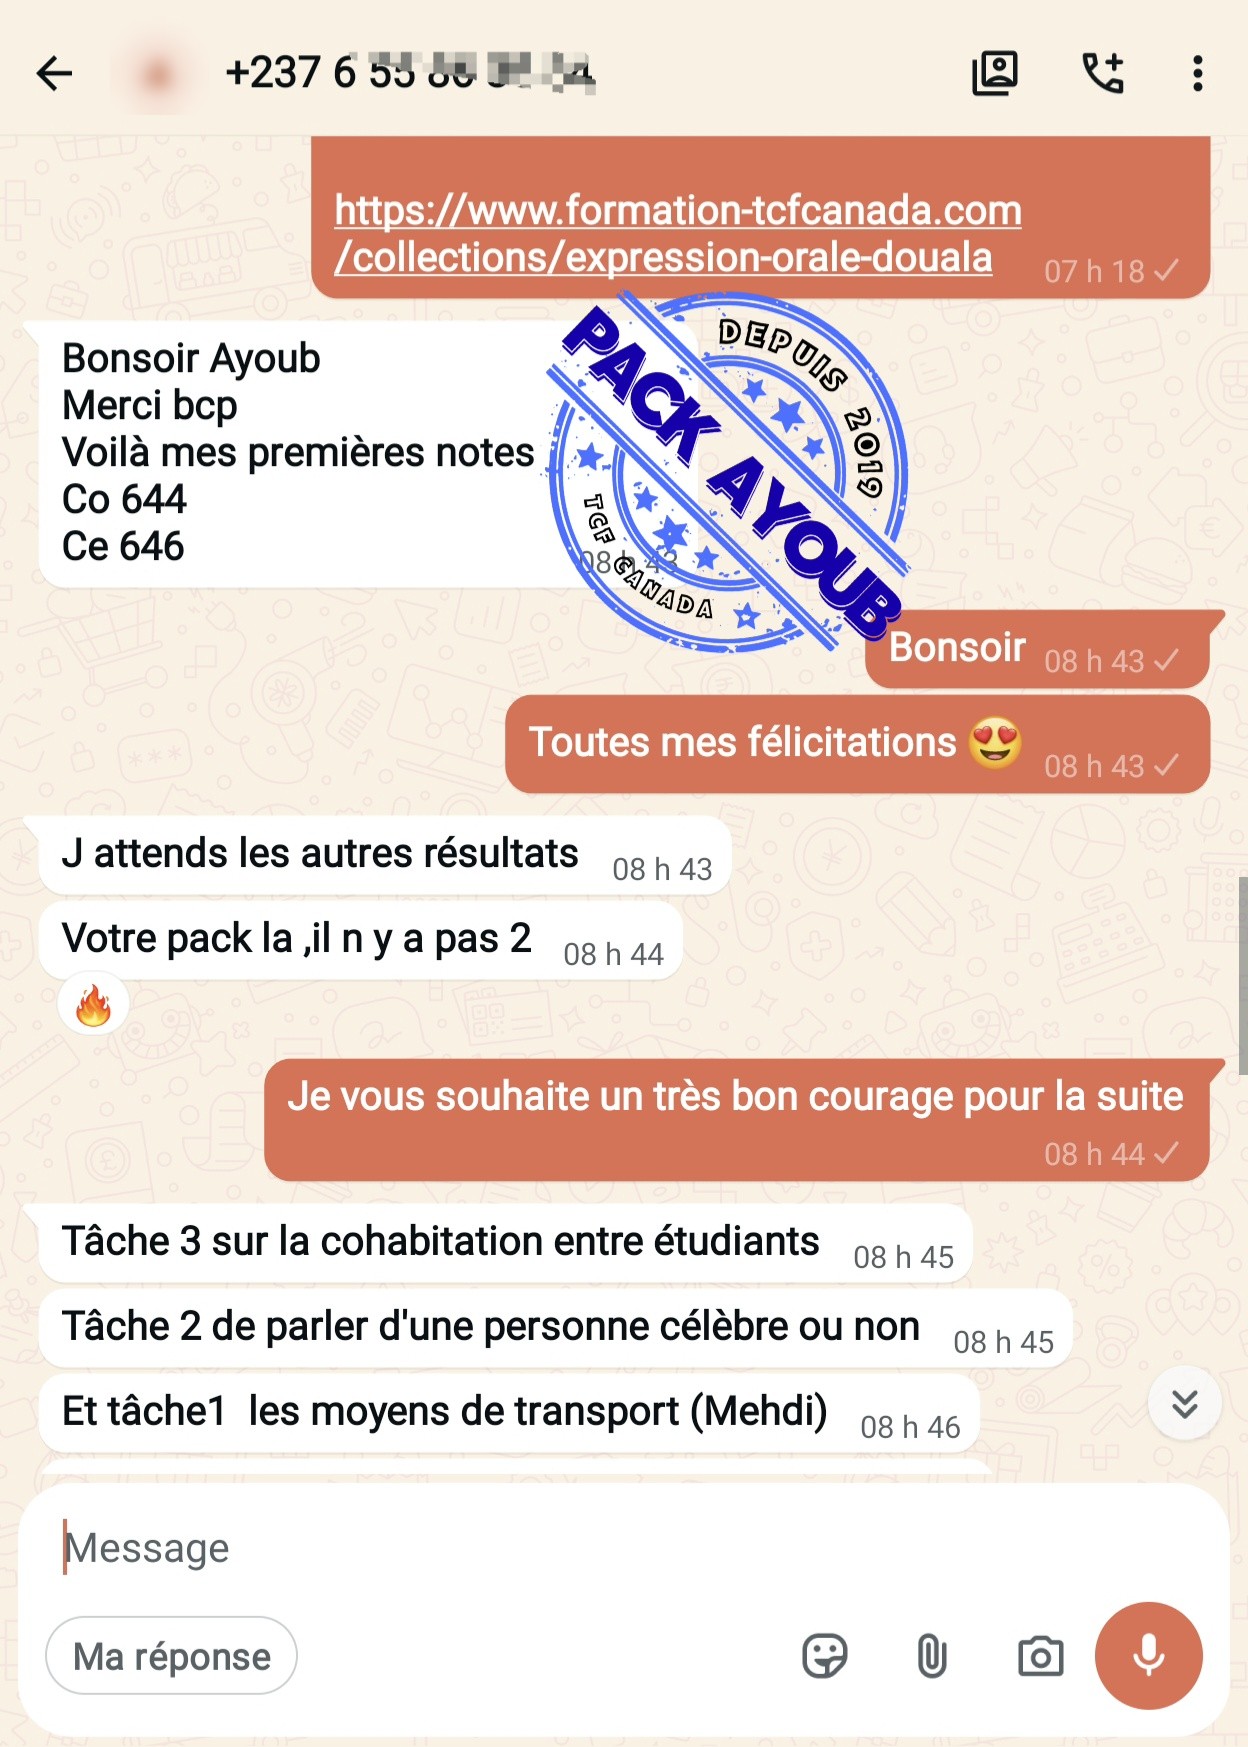 +237 6
https://www.formation-tcfcanada.com
/collections/expression-orale-douala
07 h 18
Bonsoir Ayoub
Merci bcp
Voilà mes premières notes
Co 644
Ce 646
08 h 43
DEPUIS 2019
PACK AYOUB
TCF CANADA
Bonsoir 08 h 43
Toutes mes félicitations 😍 08 h 43
J attends les autres résultats 08 h 43
Votre pack la ,il n y a pas 2 08 h 44
🔥
Je vous souhaite un très bon courage pour la suite
08 h 44
Tâche 3 sur la cohabitation entre étudiants 08 h 45
Tâche 2 de parler d'une personne célèbre ou non 08 h 45
Et tâche1  les moyens de transport (Mehdi) 08 h 46
Message
Ma réponse